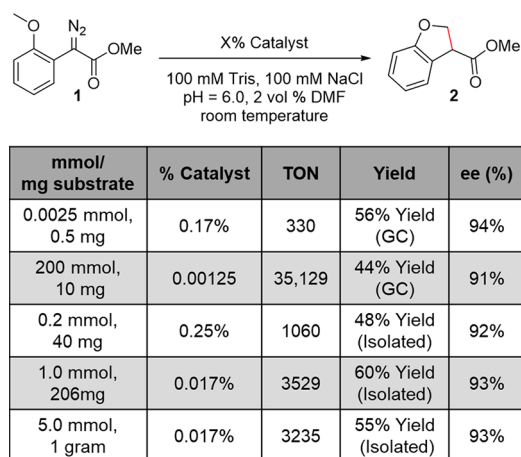 O
N2
OMe
O
1
X% Catalyst
100 mM Tris, 100 mM NaCl
pH = 6.0, 2 vol % DMF
room temperature
O
OMe
O
2
mmol/ mg substrate % Catalyst TON Yield ee (%)
0.0025 mmol, 0.5 mg 0.17% 330 56% Yield (GC) 94%
200 mmol, 10 mg 0.00125 35,129 44% Yield (GC) 91%
0.2 mmol, 40 mg 0.25% 1060 48% Yield (Isolated) 92%
1.0 mmol, 206mg 0.017% 3529 60% Yield (Isolated) 93%
5.0 mmol, 1 gram 0.017% 3235 55% Yield (Isolated) 93%